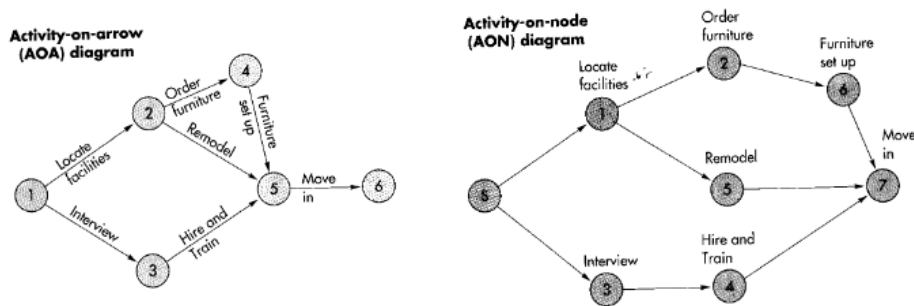 Activity-on-arrow
(AOA) diagram
1
2
3
4
5
6
Locate
facilities
Order
furniture
Furniture
set up
Remodel
Interview
Hire and
Train
Move
in
Activity-on-node
(AON) diagram
S
Locate
facilities
1
Order
furniture
2
Furniture
set up
6
Remodel
5
Move
in
7
Interview
3
Hire and
Train
4